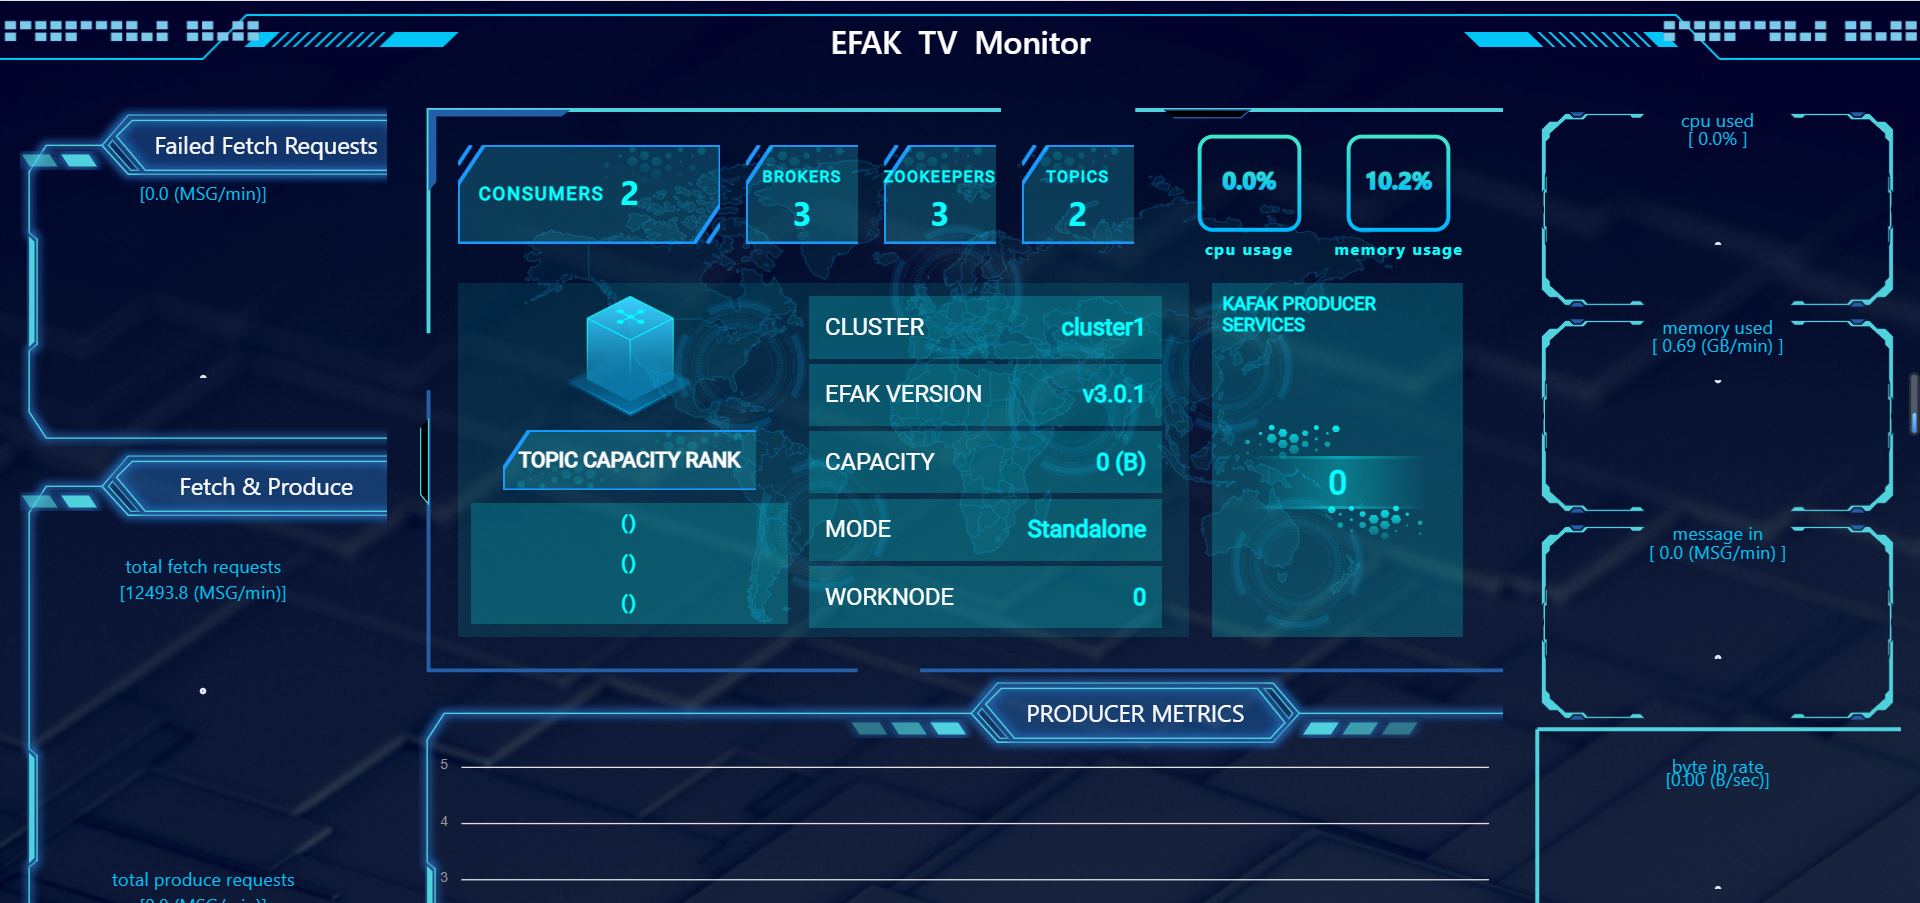 EFAK TV Monitor
Failed Fetch Requests
[0.0 (MSG/min)]
Fetch & Produce
total fetch requests
[12493.8 (MSG/min)]
total produce requests
[0.0 (MSG/min)]
CONSUMERS 2
BROKERS
3
ZOOKEEPERS
3
TOPICS
2
0.0%
cpu usage
10.2%
memory usage
TOPIC CAPACITY RANK
()
()
()
CLUSTER cluster1
EFAK VERSION v3.0.1
CAPACITY 0 (B)
MODE Standalone
WORKNODE 0
KAFAK PRODUCER
SERVICES
0
PRODUCER METRICS
5
4
3
cpu used
[ 0.0% ]
memory used
[ 0.69 (GB/min) ]
message in
[ 0.0 (MSG/min) ]
byte in rate
[0.00 (B/sec)]